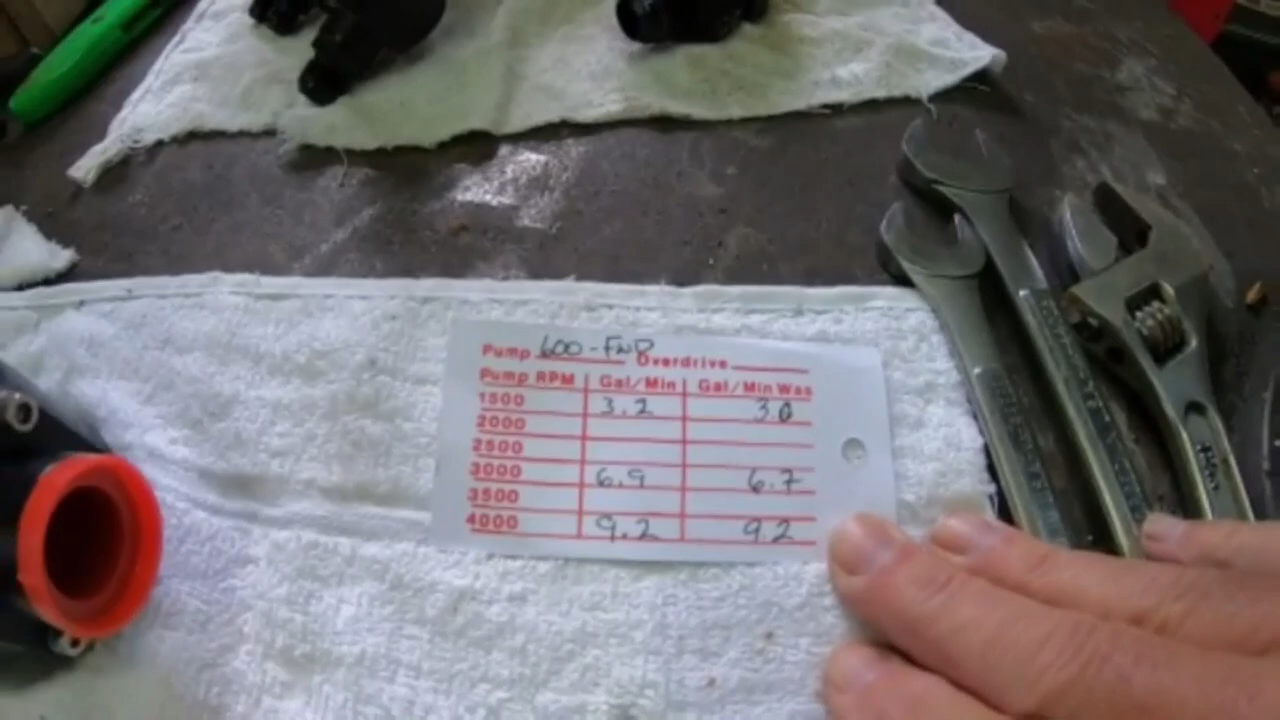 Pump 600-FWD Overdrive
Pump RPM Gal/Min Gal/Min Was
1500 3.2 3.0
2000
2500
3000 6.9 6.7
3500
4000 9.2 9.2